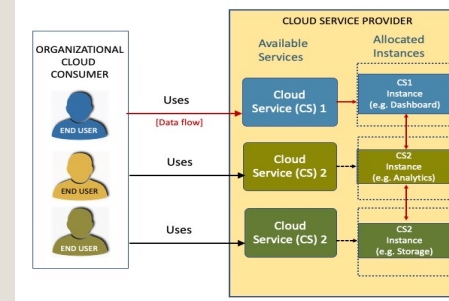 CLOUD SERVICE PROVIDER
ORGANIZATIONAL
CLOUD
CONSUMER
Available
Services
Allocated
Instances
END USER
Uses
[Data flow]
Cloud
Service (CS) 1
CS1
Instance
(e.g. Dashboard)
END USER
Uses
Cloud
Service (CS) 2
CS2
Instance
(e.g. Analytics)
END USER
Uses
Cloud
Service (CS) 2
CS2
Instance
(e.g. Storage)